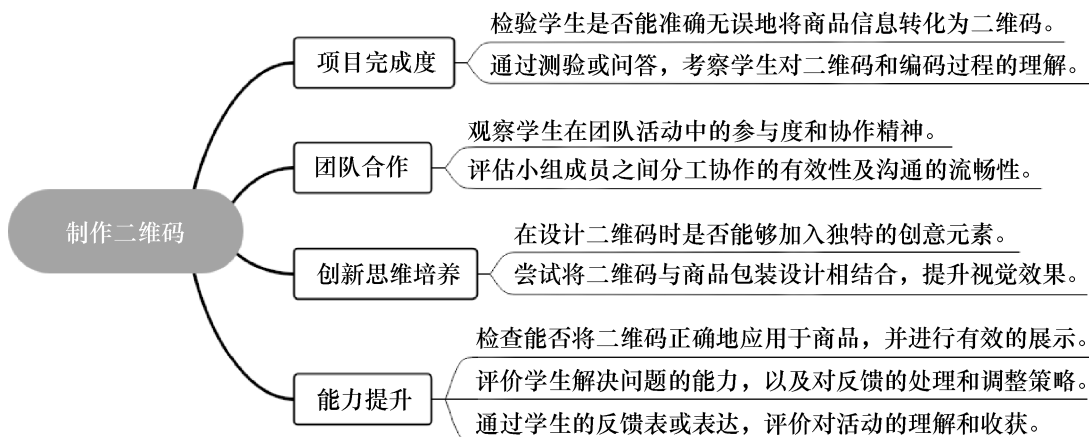 制作二维码
项目完成度
检验学生是否能准确无误地将商品信息转化为二维码。
通过测验或问答，考察学生对二维码和编码过程的理解。
团队合作
观察学生在团队活动中的参与度和协作精神。
评估小组成员之间分工协作的有效性及沟通的流畅性。
创新思维培养
在设计二维码时是否能够加入独特的创意元素。
尝试将二维码与商品包装设计相结合，提升视觉效果。
能力提升
检查能否将二维码正确地应用于商品，并进行有效的展示。
评价学生解决问题的能力，以及对反馈的处理和调整策略。
通过学生的反馈表或表达，评价对活动的理解和收获。